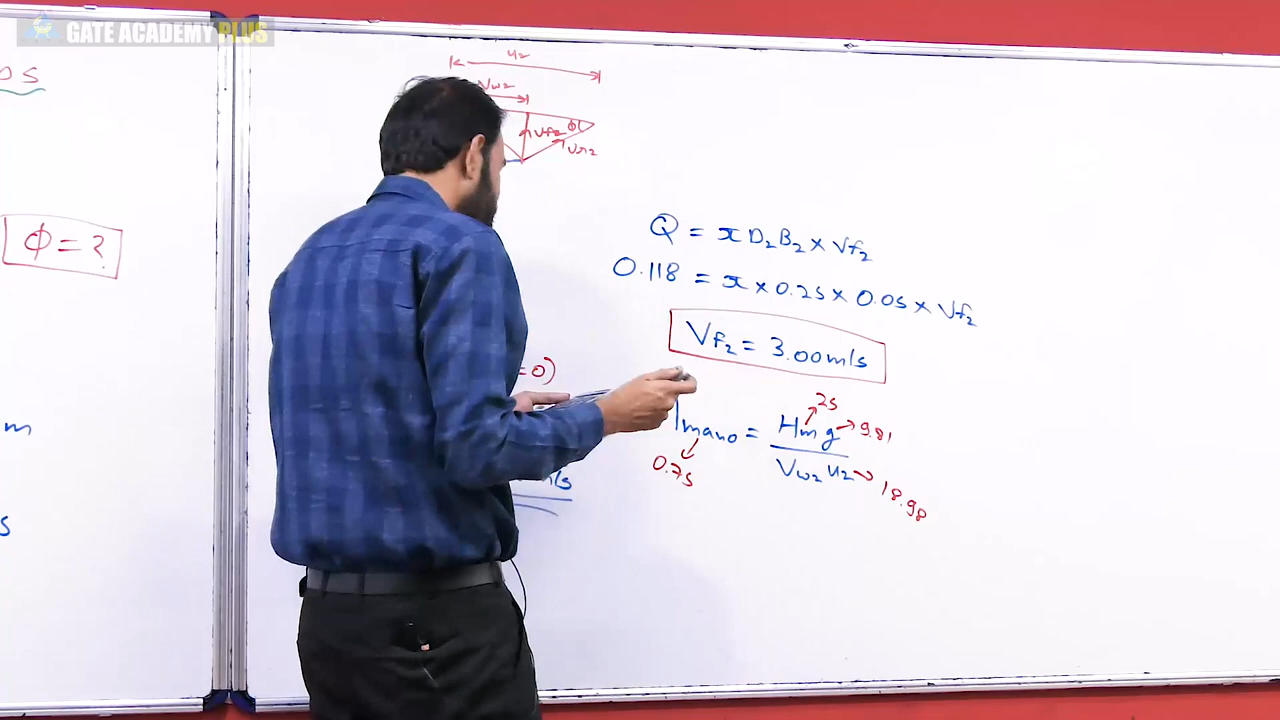 GATE ACADEMY PLUS
u2
Vw2
Vf2 ϕ
Vr2
ϕ = ?
Q = π D2 B2 × Vf2
0.118 = π × 0.25 × 0.05 × Vf2
Vf2 = 3.00 m/s
= 0)
m
mano = Hm g / Vw2 u2
25
9.81
0.75
18.98
m/s
s